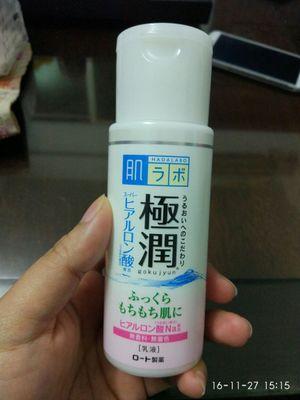 HADALABO
肌ラボ
うるおいへのこだわり
極潤
gokujyun
スーパー
ヒアルロン酸
ふっくら
もちもち肌に
ヒアルロン酸Na
無香料・無着色
[乳液]
ロート製薬
16-11-27 15:15